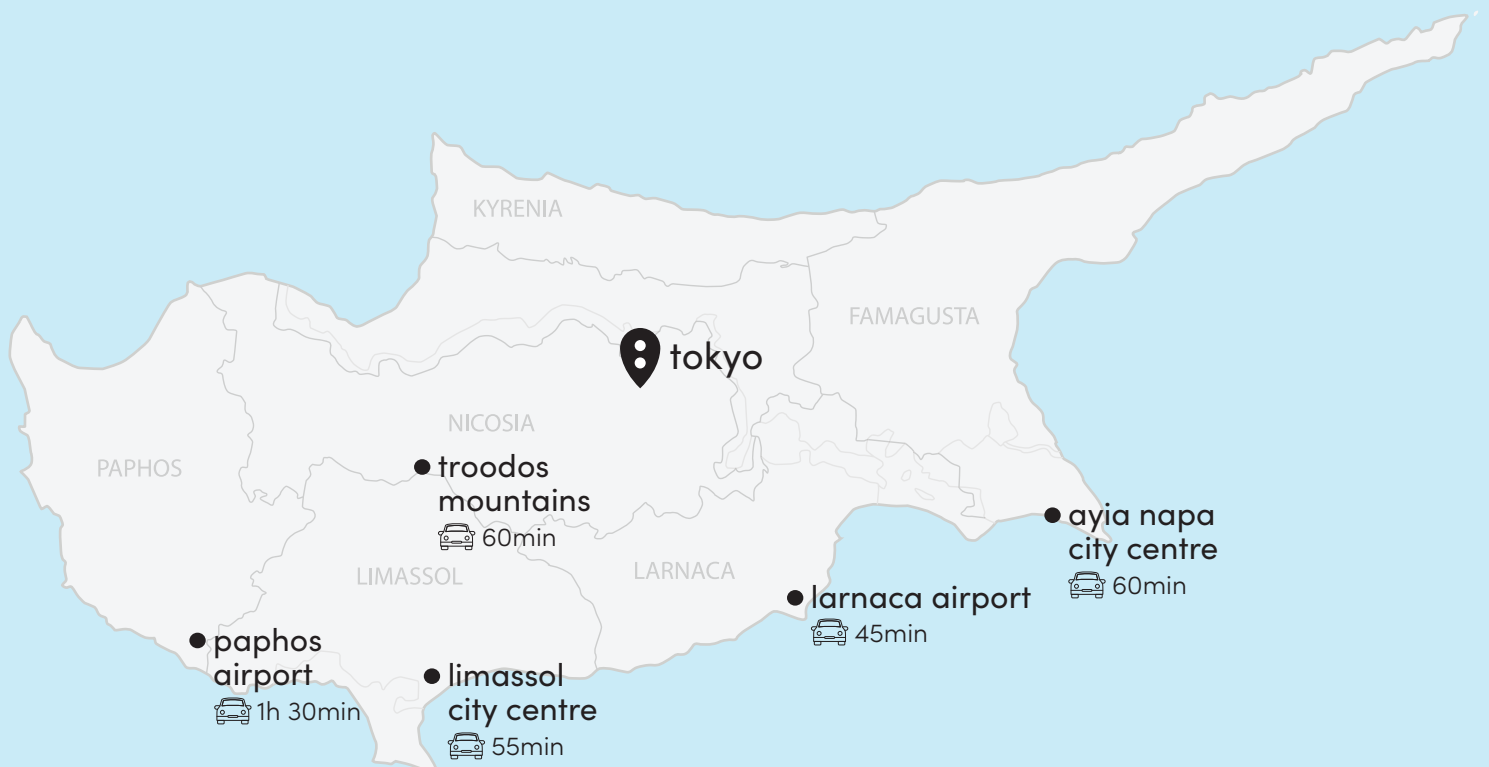 KYRENIA
FAMAGUSTA
tokyo
NICOSIA
PAPHOS
troodos
mountains
60min
ayia napa
city centre
60min
LIMASSOL
LARNACA
larnaca airport
45min
paphos
airport
1h 30min
limassol
city centre
55min